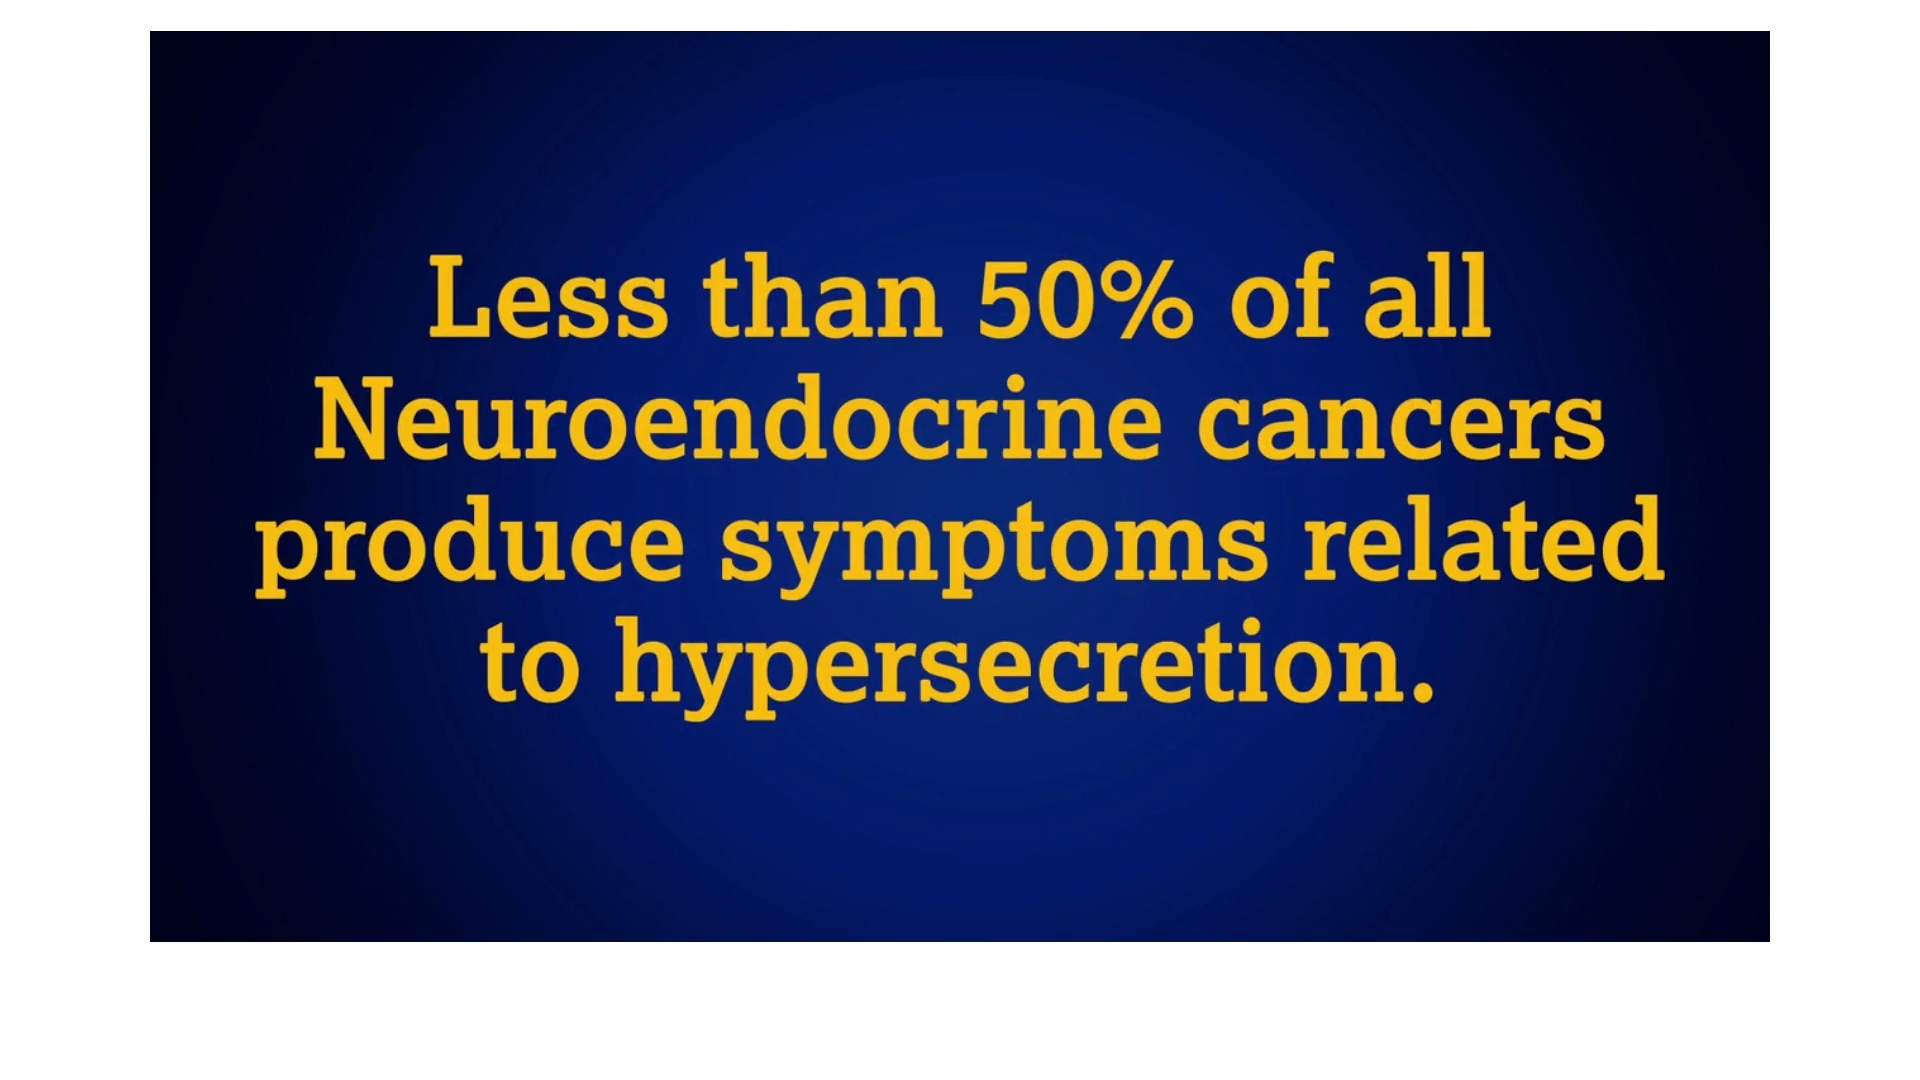 Less than 50% of all
Neuroendocrine cancers
produce symptoms related
to hypersecretion.